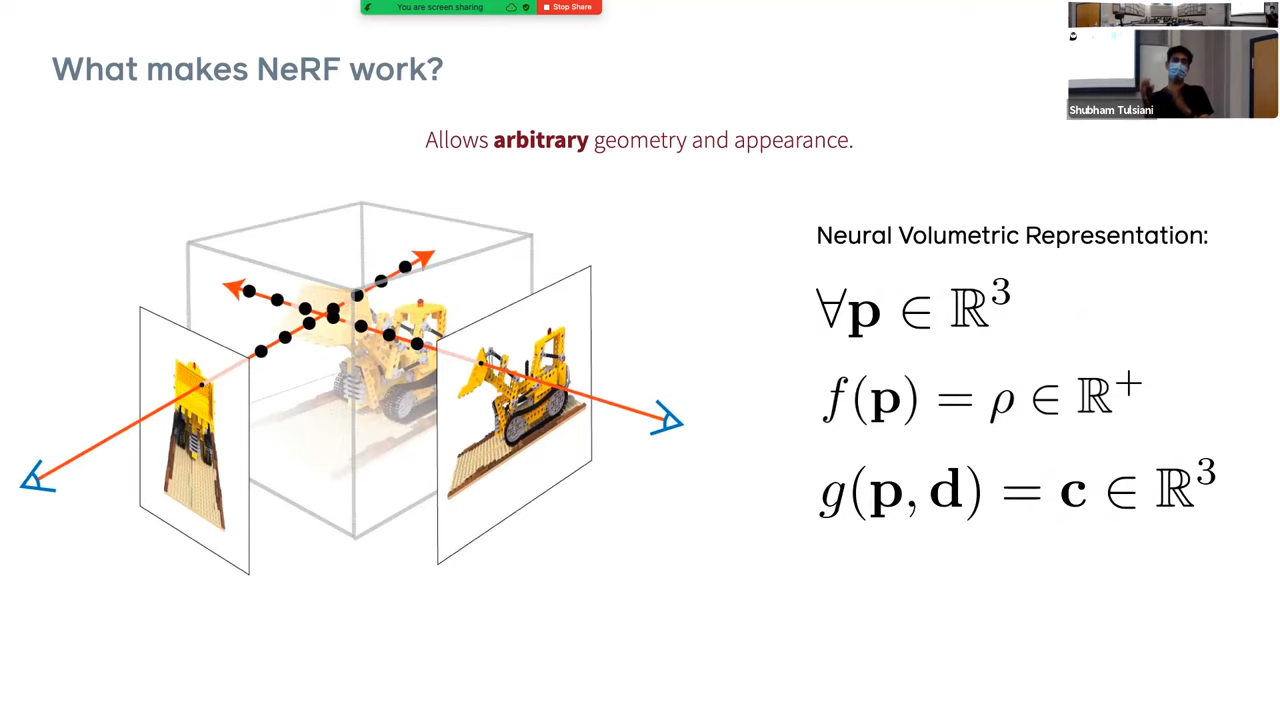 You are screen sharing
Stop Share
What makes NeRF work?
Shubham Tulsiani
Allows arbitrary geometry and appearance.
Neural Volumetric Representation:
∀p ∈ ℝ³
f(p) = ρ ∈ ℝ⁺
g(p, d) = c ∈ ℝ³